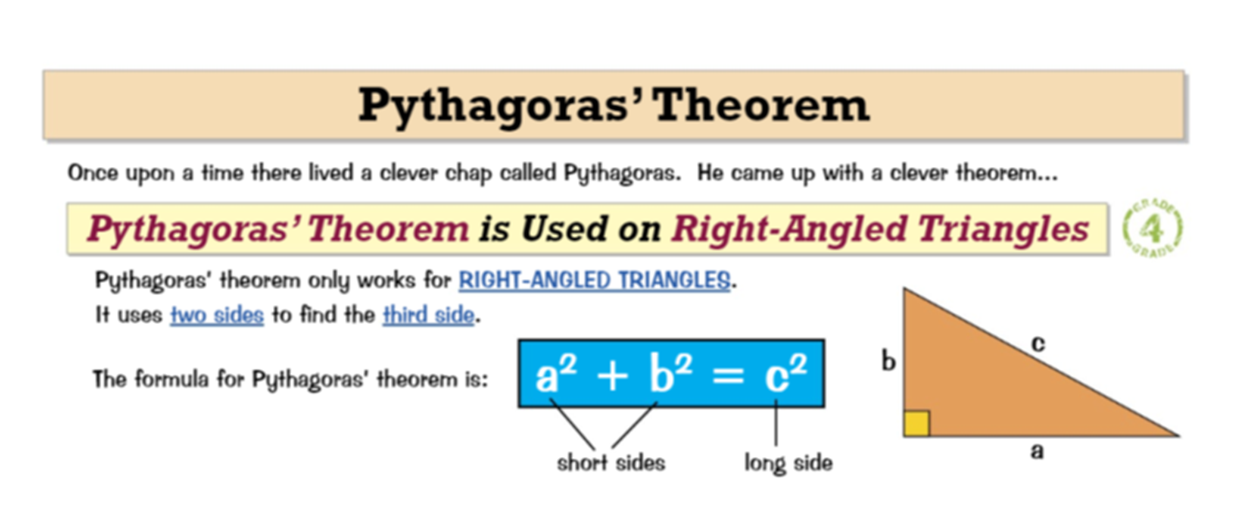 Pythagoras’ Theorem
Once upon a time there lived a clever chap called Pythagoras. He came up with a clever theorem...
Pythagoras’ Theorem is Used on Right-Angled Triangles
GRADE 4 GRADE
Pythagoras’ theorem only works for RIGHT-ANGLED TRIANGLES.
It uses two sides to find the third side.
The formula for Pythagoras’ theorem is:
a² + b² = c²
short sides
long side
b
c
a